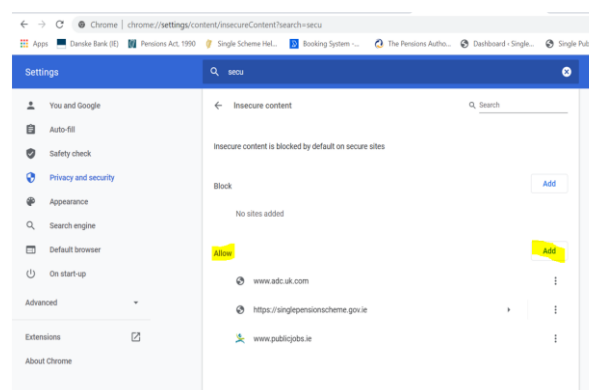 Chrome | chrome://settings/content/insecureContent?search=secu
Apps Danske Bank (IE) Pensions Act, 1990 Single Scheme Hel... Booking System -... The Pensions Autho... Dashboard ‹ Single... Single Pub
Settings
secu
You and Google
Insecure content
Search
Auto-fill
Safety check
Insecure content is blocked by default on secure sites
Privacy and security
Block
Add
Appearance
No sites added
Search engine
Default browser
Allow
Add
On start-up
www.adc.uk.com
Advanced
https://singlepensionscheme.gov.ie
Extensions
www.publicjobs.ie
About Chrome